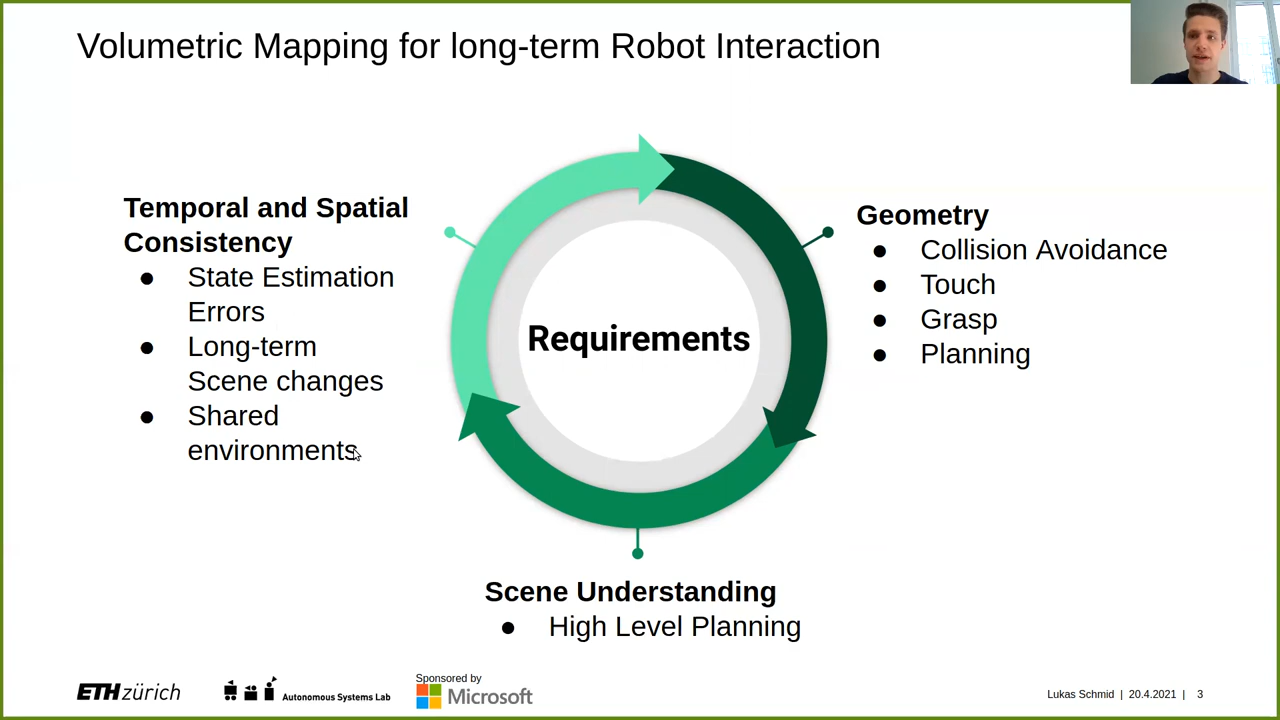 Volumetric Mapping for long-term Robot Interaction
Temporal and Spatial
Consistency
● State Estimation
Errors
● Long-term
Scene changes
● Shared
environments
Requirements
Geometry
● Collision Avoidance
● Touch
● Grasp
● Planning
Scene Understanding
● High Level Planning
ETH zürich
Autonomous Systems Lab
Sponsored by
Microsoft
Lukas Schmid | 20.4.2021 | 3